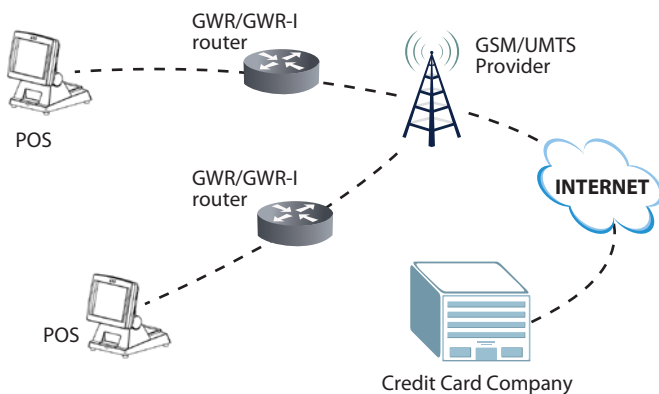 GWR/GWR-I
router
GSM/UMTS
Provider
POS
GWR/GWR-I
router
INTERNET
POS
Credit Card Company